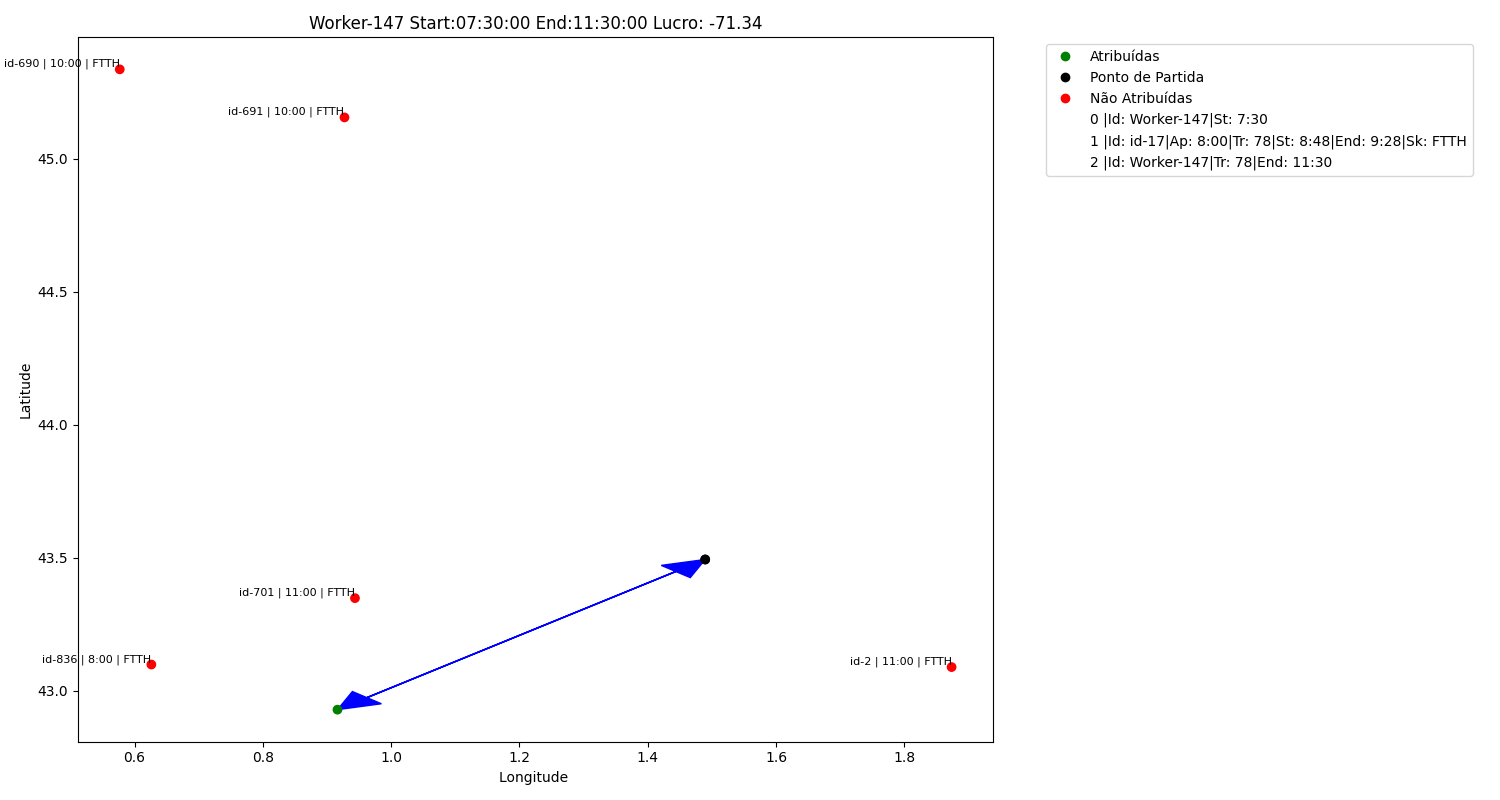 Worker-147 Start:07:30:00 End:11:30:00 Lucro: -71.34
id-690 | 10:00 | FTTH
id-691 | 10:00 | FTTH
id-701 | 11:00 | FTTH
id-836 | 8:00 | FTTH
id-2 | 11:00 | FTTH
45.0
44.5
44.0
43.5
43.0
Latitude
0.6 0.8 1.0 1.2 1.4 1.6 1.8
Longitude
Atribuídas
Ponto de Partida
Não Atribuídas
0 |Id: Worker-147|St: 7:30
1 |Id: id-17|Ap: 8:00|Tr: 78|St: 8:48|End: 9:28|Sk: FTTH
2 |Id: Worker-147|Tr: 78|End: 11:30